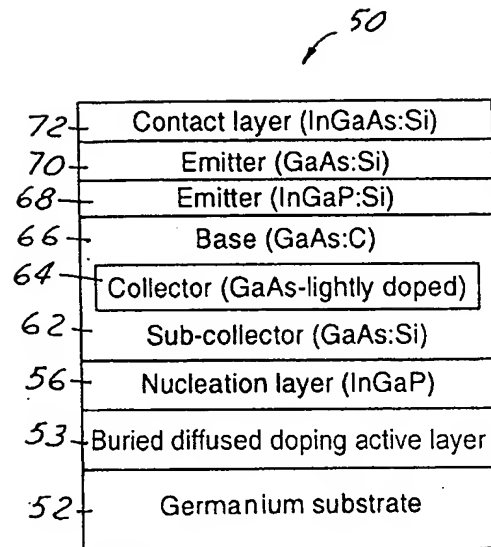 50
72 Contact layer (InGaAs:Si)
70 Emitter (GaAs:Si)
68 Emitter (InGaP:Si)
66 Base (GaAs:C)
64 Collector (GaAs-lightly doped)
62 Sub-collector (GaAs:Si)
56 Nucleation layer (InGaP)
53 Buried diffused doping active layer
52 Germanium substrate